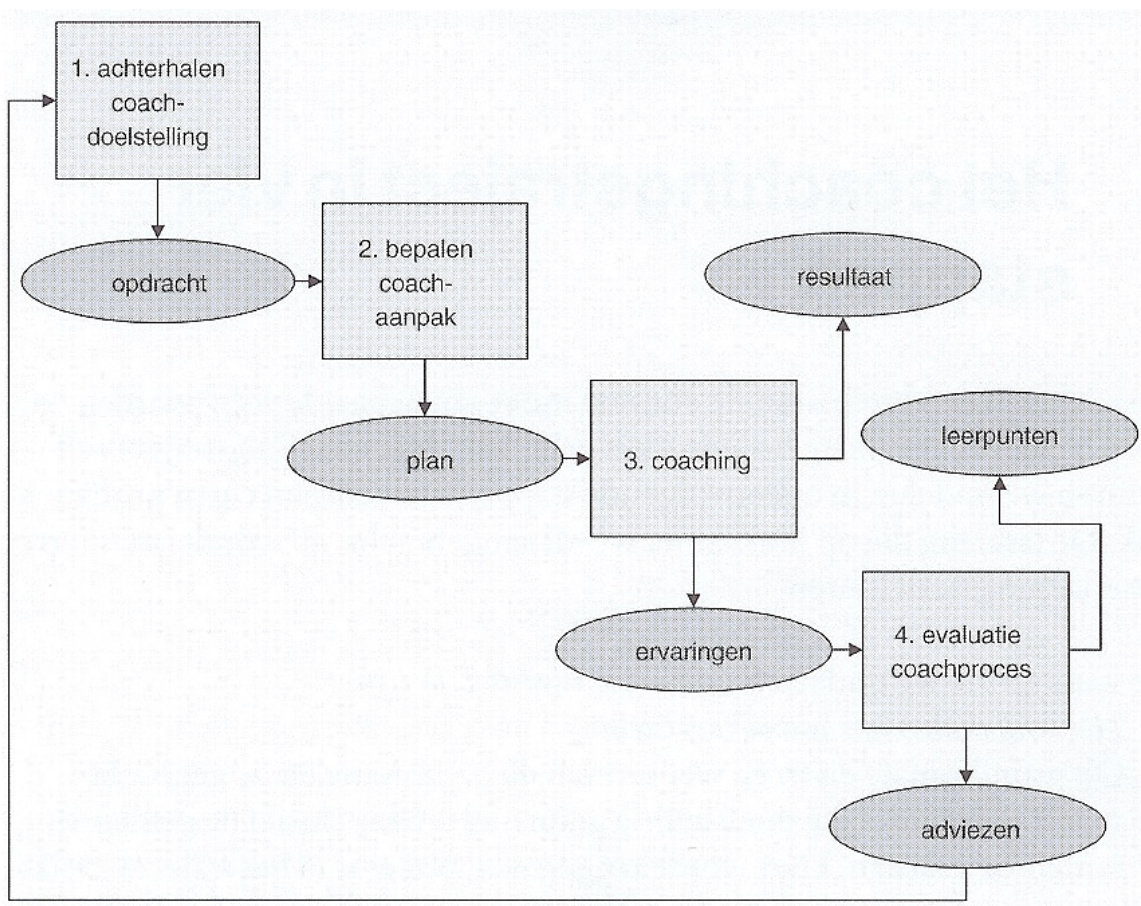 1. achterhalen
coach-
doelstelling
opdracht
2. bepalen
coach-
aanpak
plan
3. coaching
resultaat
ervaringen
4. evaluatie
coachproces
leerpunten
adviezen